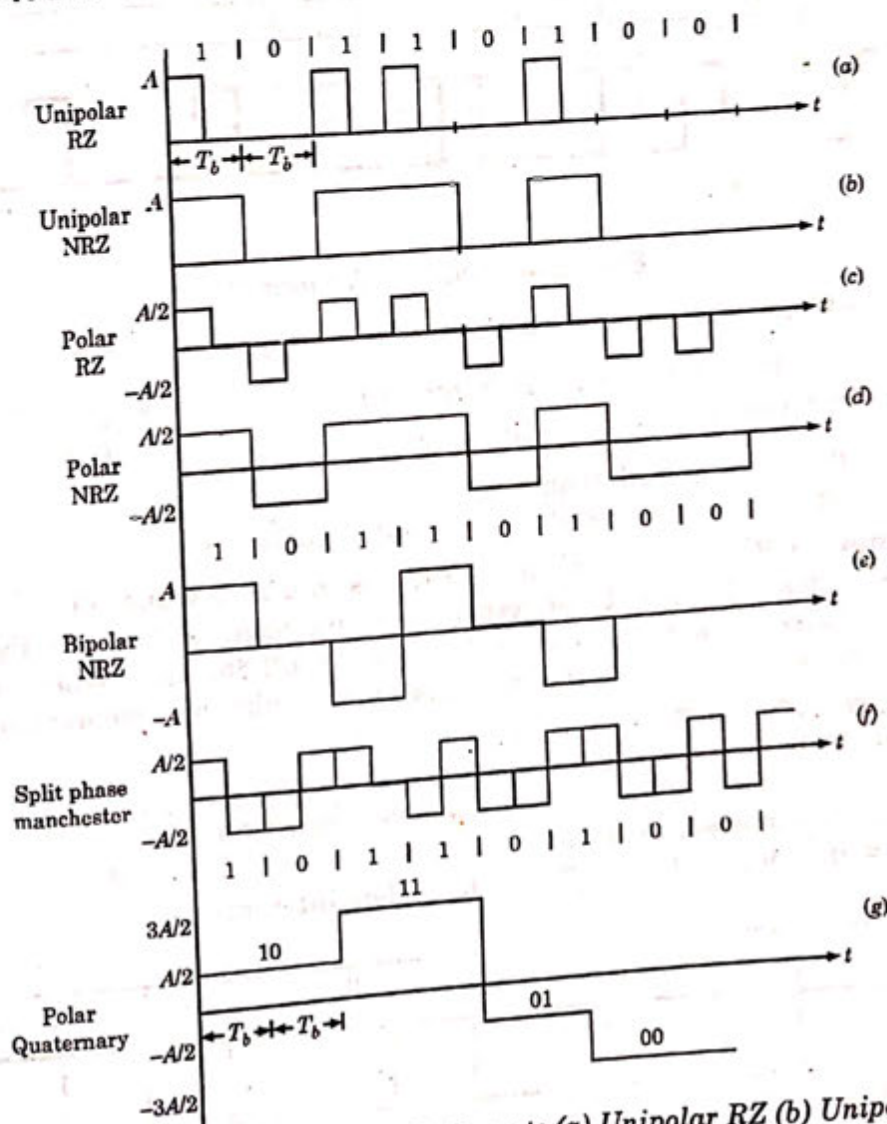 1 | 0 | 1 | 1 | 0 | 1 | 0 | 0 |
A
(a)
Unipolar
RZ
t
T_b T_b
(b)
A
Unipolar
NRZ
t
(c)
A/2
t
Polar
RZ
-A/2
(d)
A/2
t
Polar
NRZ
-A/2
1 | 0 | 1 | 1 | 0 | 1 | 0 | 0 |
(e)
A
t
Bipolar
NRZ
-A
(f)
A/2
t
Split phase
manchester
-A/2
1 | 0 | 1 | 1 | 0 | 1 | 0 | 0 |
11
(g)
3A/2
10
A/2
t
01
Polar
Quaternary
T_b T_b
-A/2
00
-3A/2
(a) Unipolar RZ (b) Unipo